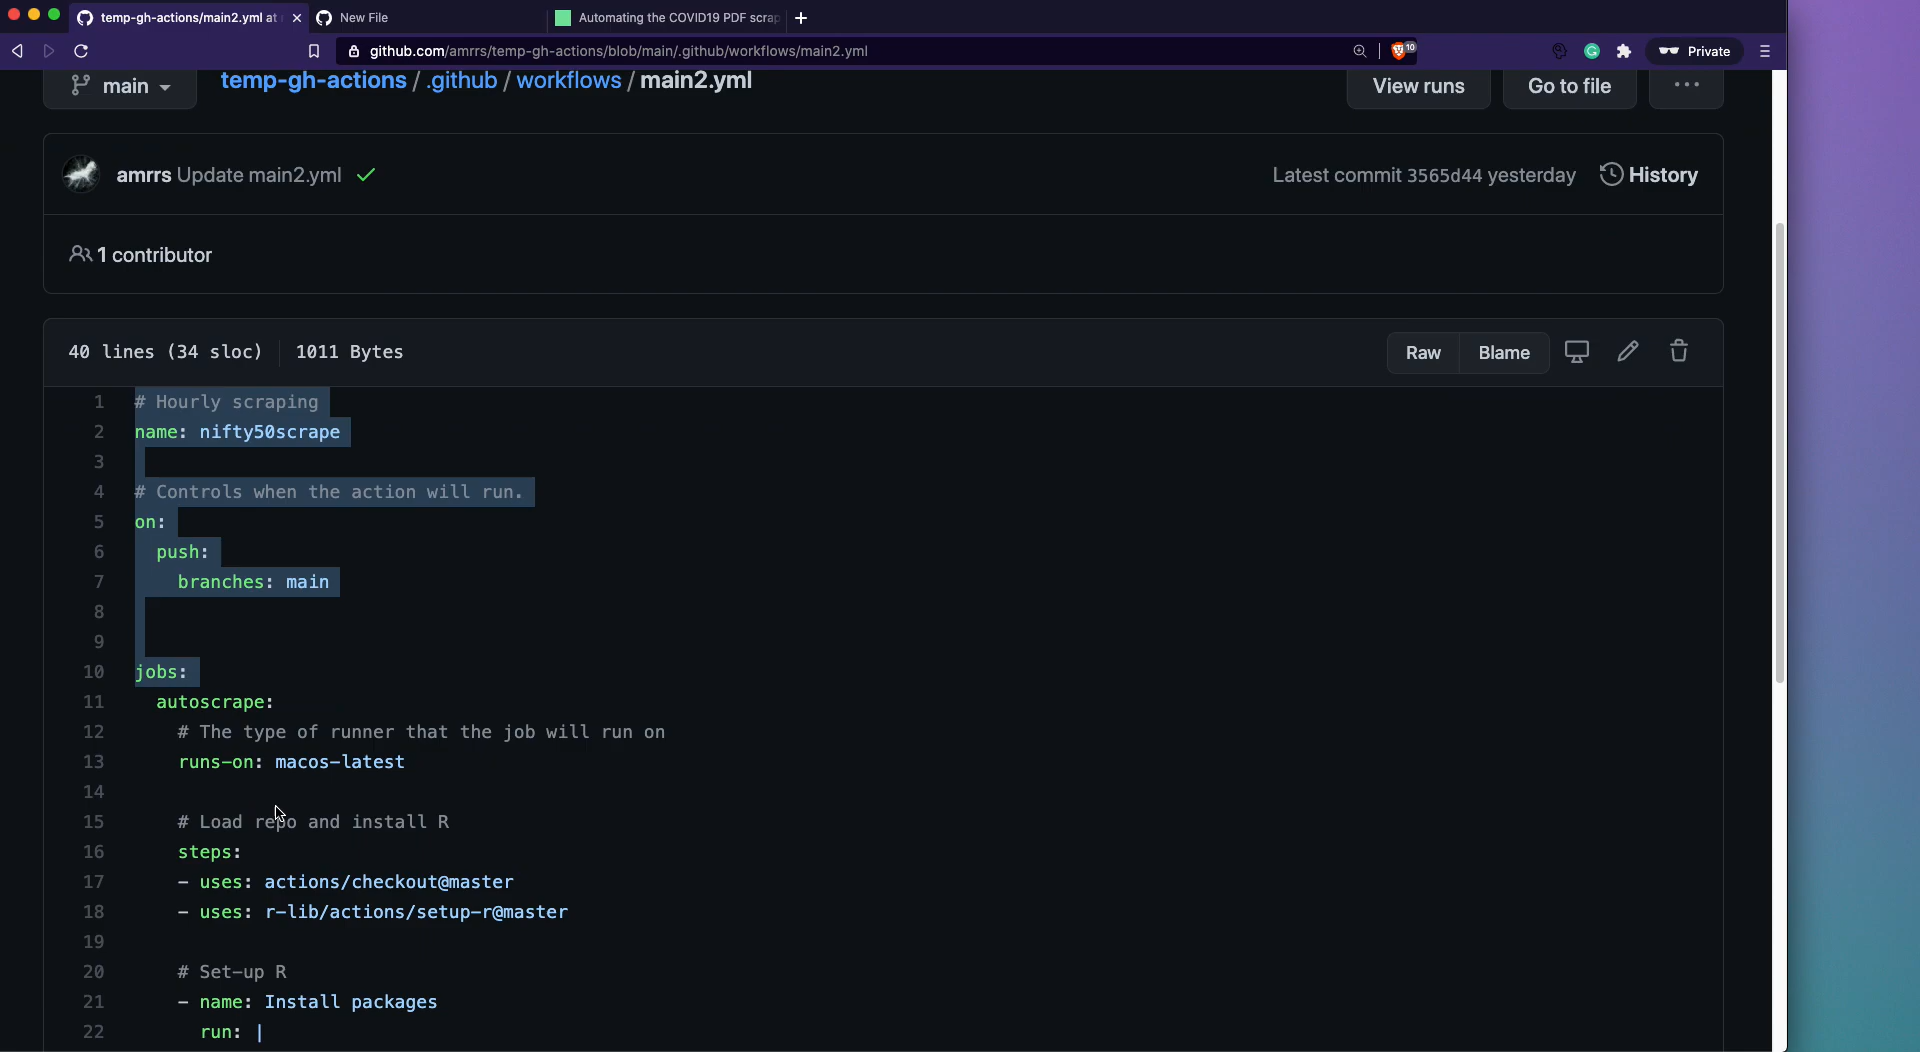 temp-gh-actions/main2.yml at
New File
Automating the COVID19 PDF scrap
github.com/amrrs/temp-gh-actions/blob/main/.github/workflows/main2.yml
10
Private
main
temp-gh-actions / .github / workflows / main2.yml
View runs
Go to file
amrrs Update main2.yml
Latest commit 3565d44 yesterday
History
1 contributor
40 lines (34 sloc)
1011 Bytes
Raw
Blame
1 # Hourly scraping
2 name: nifty50scrape
3
4 # Controls when the action will run.
5 on:
6 push:
7 branches: main
8
9
10 jobs:
11 autoscrape:
12 # The type of runner that the job will run on
13 runs-on: macos-latest
14
15 # Load repo and install R
16 steps:
17 - uses: actions/checkout@master
18 - uses: r-lib/actions/setup-r@master
19
20 # Set-up R
21 - name: Install packages
22 run: |